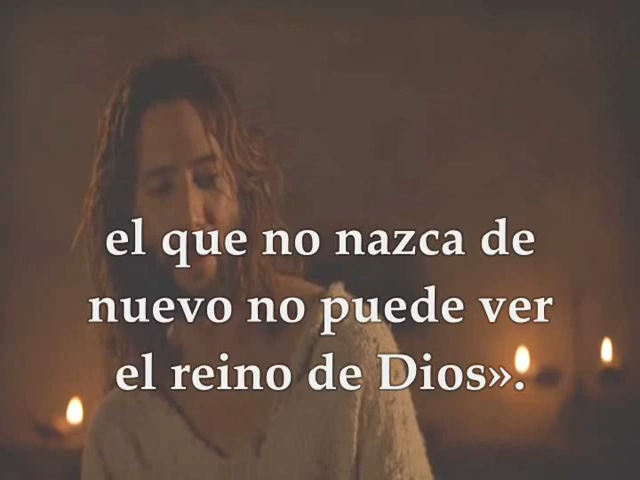 el que no nazca de
nuevo no puede ver
el reino de Dios».